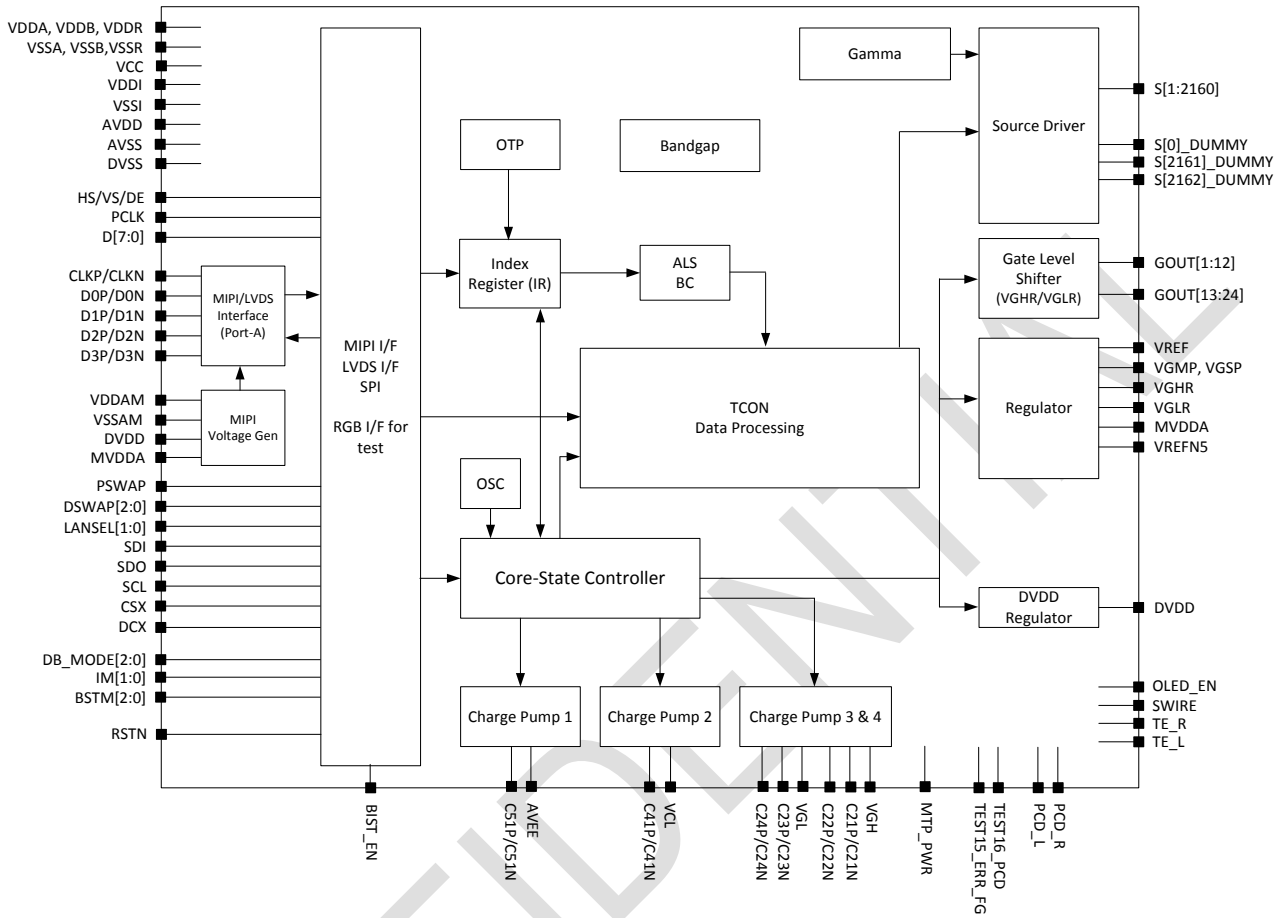 VDDA, VDDB, VDDR
VSSA, VSSB,VSSR
VCC
VDDI
VSSI
AVDD
AVSS
DVSS
HS/VS/DE
PCLK
D[7:0]
CLKP/CLKN
D0P/D0N
D1P/D1N
D2P/D2N
D3P/D3N
VDDAM
VSSAM
DVDD
MVDDA
PSWAP
DSWAP[2:0]
LANSEL[1:0]
SDI
SDO
SCL
CSX
DCX
DB_MODE[2:0]
IM[1:0]
BSTM[2:0]
RSTN
MIPI/LVDS
Interface
(Port-A)
MIPI
Voltage Gen
MIPI I/F
LVDS I/F
SPI
RGB I/F for
test
OTP
Bandgap
Gamma
Index
Register (IR)
ALS
BC
TCON
Data Processing
OSC
Core-State Controller
Charge Pump 1
Charge Pump 2
Charge Pump 3 & 4
Source Driver
Gate Level
Shifter
(VGHR/VGLR)
Regulator
DVDD
Regulator
S[1:2160]
S[0]_DUMMY
S[2161]_DUMMY
S[2162]_DUMMY
GOUT[1:12]
GOUT[13:24]
VREF
VGMP, VGSP
VGHR
VGLR
MVDDA
VREFN5
DVDD
OLED_EN
SWIRE
TE_R
TE_L
BIST_EN
C51P/C51N
AVEE
C41P/C41N
VCL
C24P/C24N
C23P/C23N
VGL
C22P/C22N
C21P/C21N
VGH
MTP_PWR
TEST15_ERR_FG
TEST16_PCD
PCD_L
PCD_R
FIDENTIAL